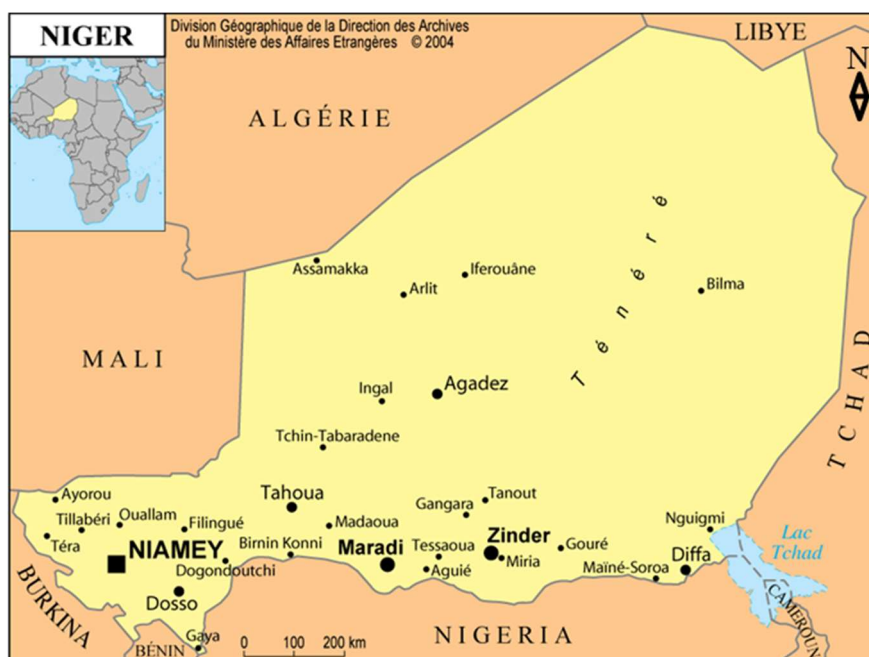 NIGER
Division Géographique de la Direction des Archives
du Ministère des Affaires Etrangères © 2004
LIBYE
N
ALGÉRIE
Assamakka
Iferouâne
Arlit
Bilma
Ténéré
MALI
TCHAD
Ingal
Agadez
Tchin-Tabaradene
Ayorou
Tahoua
Tanout
Gangara
Tillabéri
Ouallam
Filingué
Madaoua
Nguigmi
Téra
NIAMEY
Birnin Konni
Maradi
Tessaoua
Zinder
Gouré
Lac
Tchad
Dogondoutchi
Aguié
Miria
Maïné-Soroa
Diffa
BURKINA
Dosso
CAMEROUN
Gaya
BÉNIN
0 100 200 km
NIGERIA